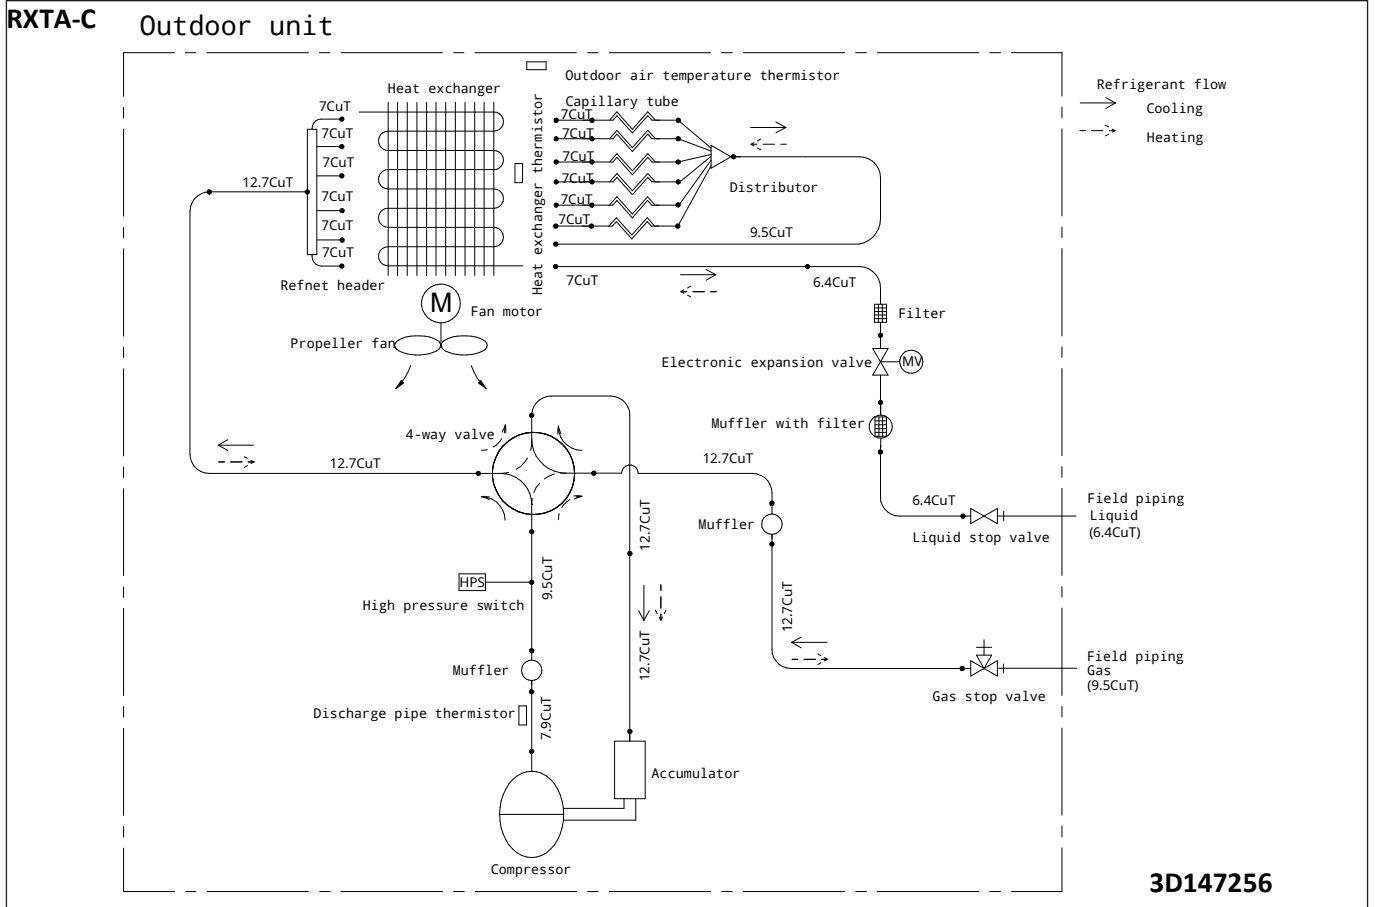 RXTA-C
Outdoor unit
Outdoor air temperature thermistor
Refrigerant flow
Cooling
Heating
Heat exchanger
Capillary tube
7CuT
7CuT
7CuT
7CuT
7CuT
7CuT
7CuT
7CuT
7CuT
7CuT
7CuT
7CuT
Heat exchanger thermistor
12.7CuT
Distributor
9.5CuT
7CuT
6.4CuT
Refnet header
M
Fan motor
Propeller fan
Filter
Electronic expansion valve
MV
Muffler with filter
4-way valve
12.7CuT
12.7CuT
6.4CuT
Field piping
Liquid
(6.4CuT)
Liquid stop valve
Muffler
12.7CuT
HPS
High pressure switch
9.5CuT
12.7CuT
12.7CuT
Muffler
Field piping
Gas
(9.5CuT)
Gas stop valve
Discharge pipe thermistor
7.9CuT
Accumulator
Compressor
3D147256